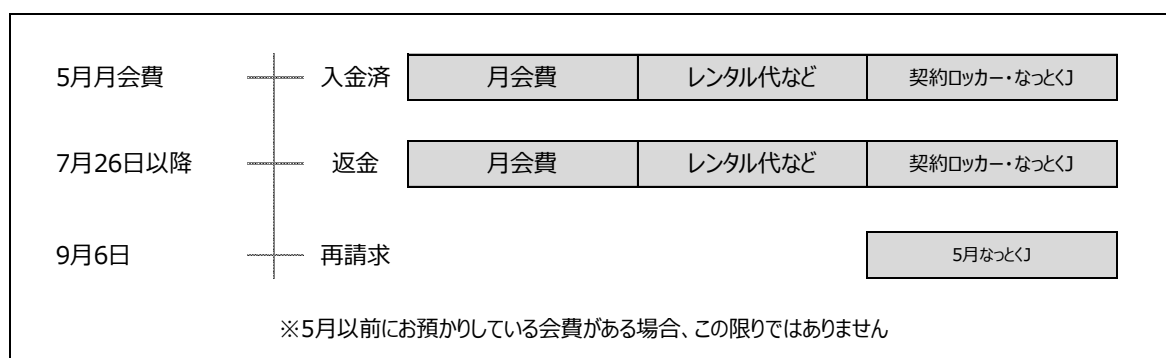 5月月会費 入金済 月会費 レンタル代など 契約ロッカー・なっとくJ
7月26日以降 返金 月会費 レンタル代など 契約ロッカー・なっとくJ
9月6日 再請求 5月なっとくJ
※5月以前にお預かりしている会費がある場合、この限りではありません